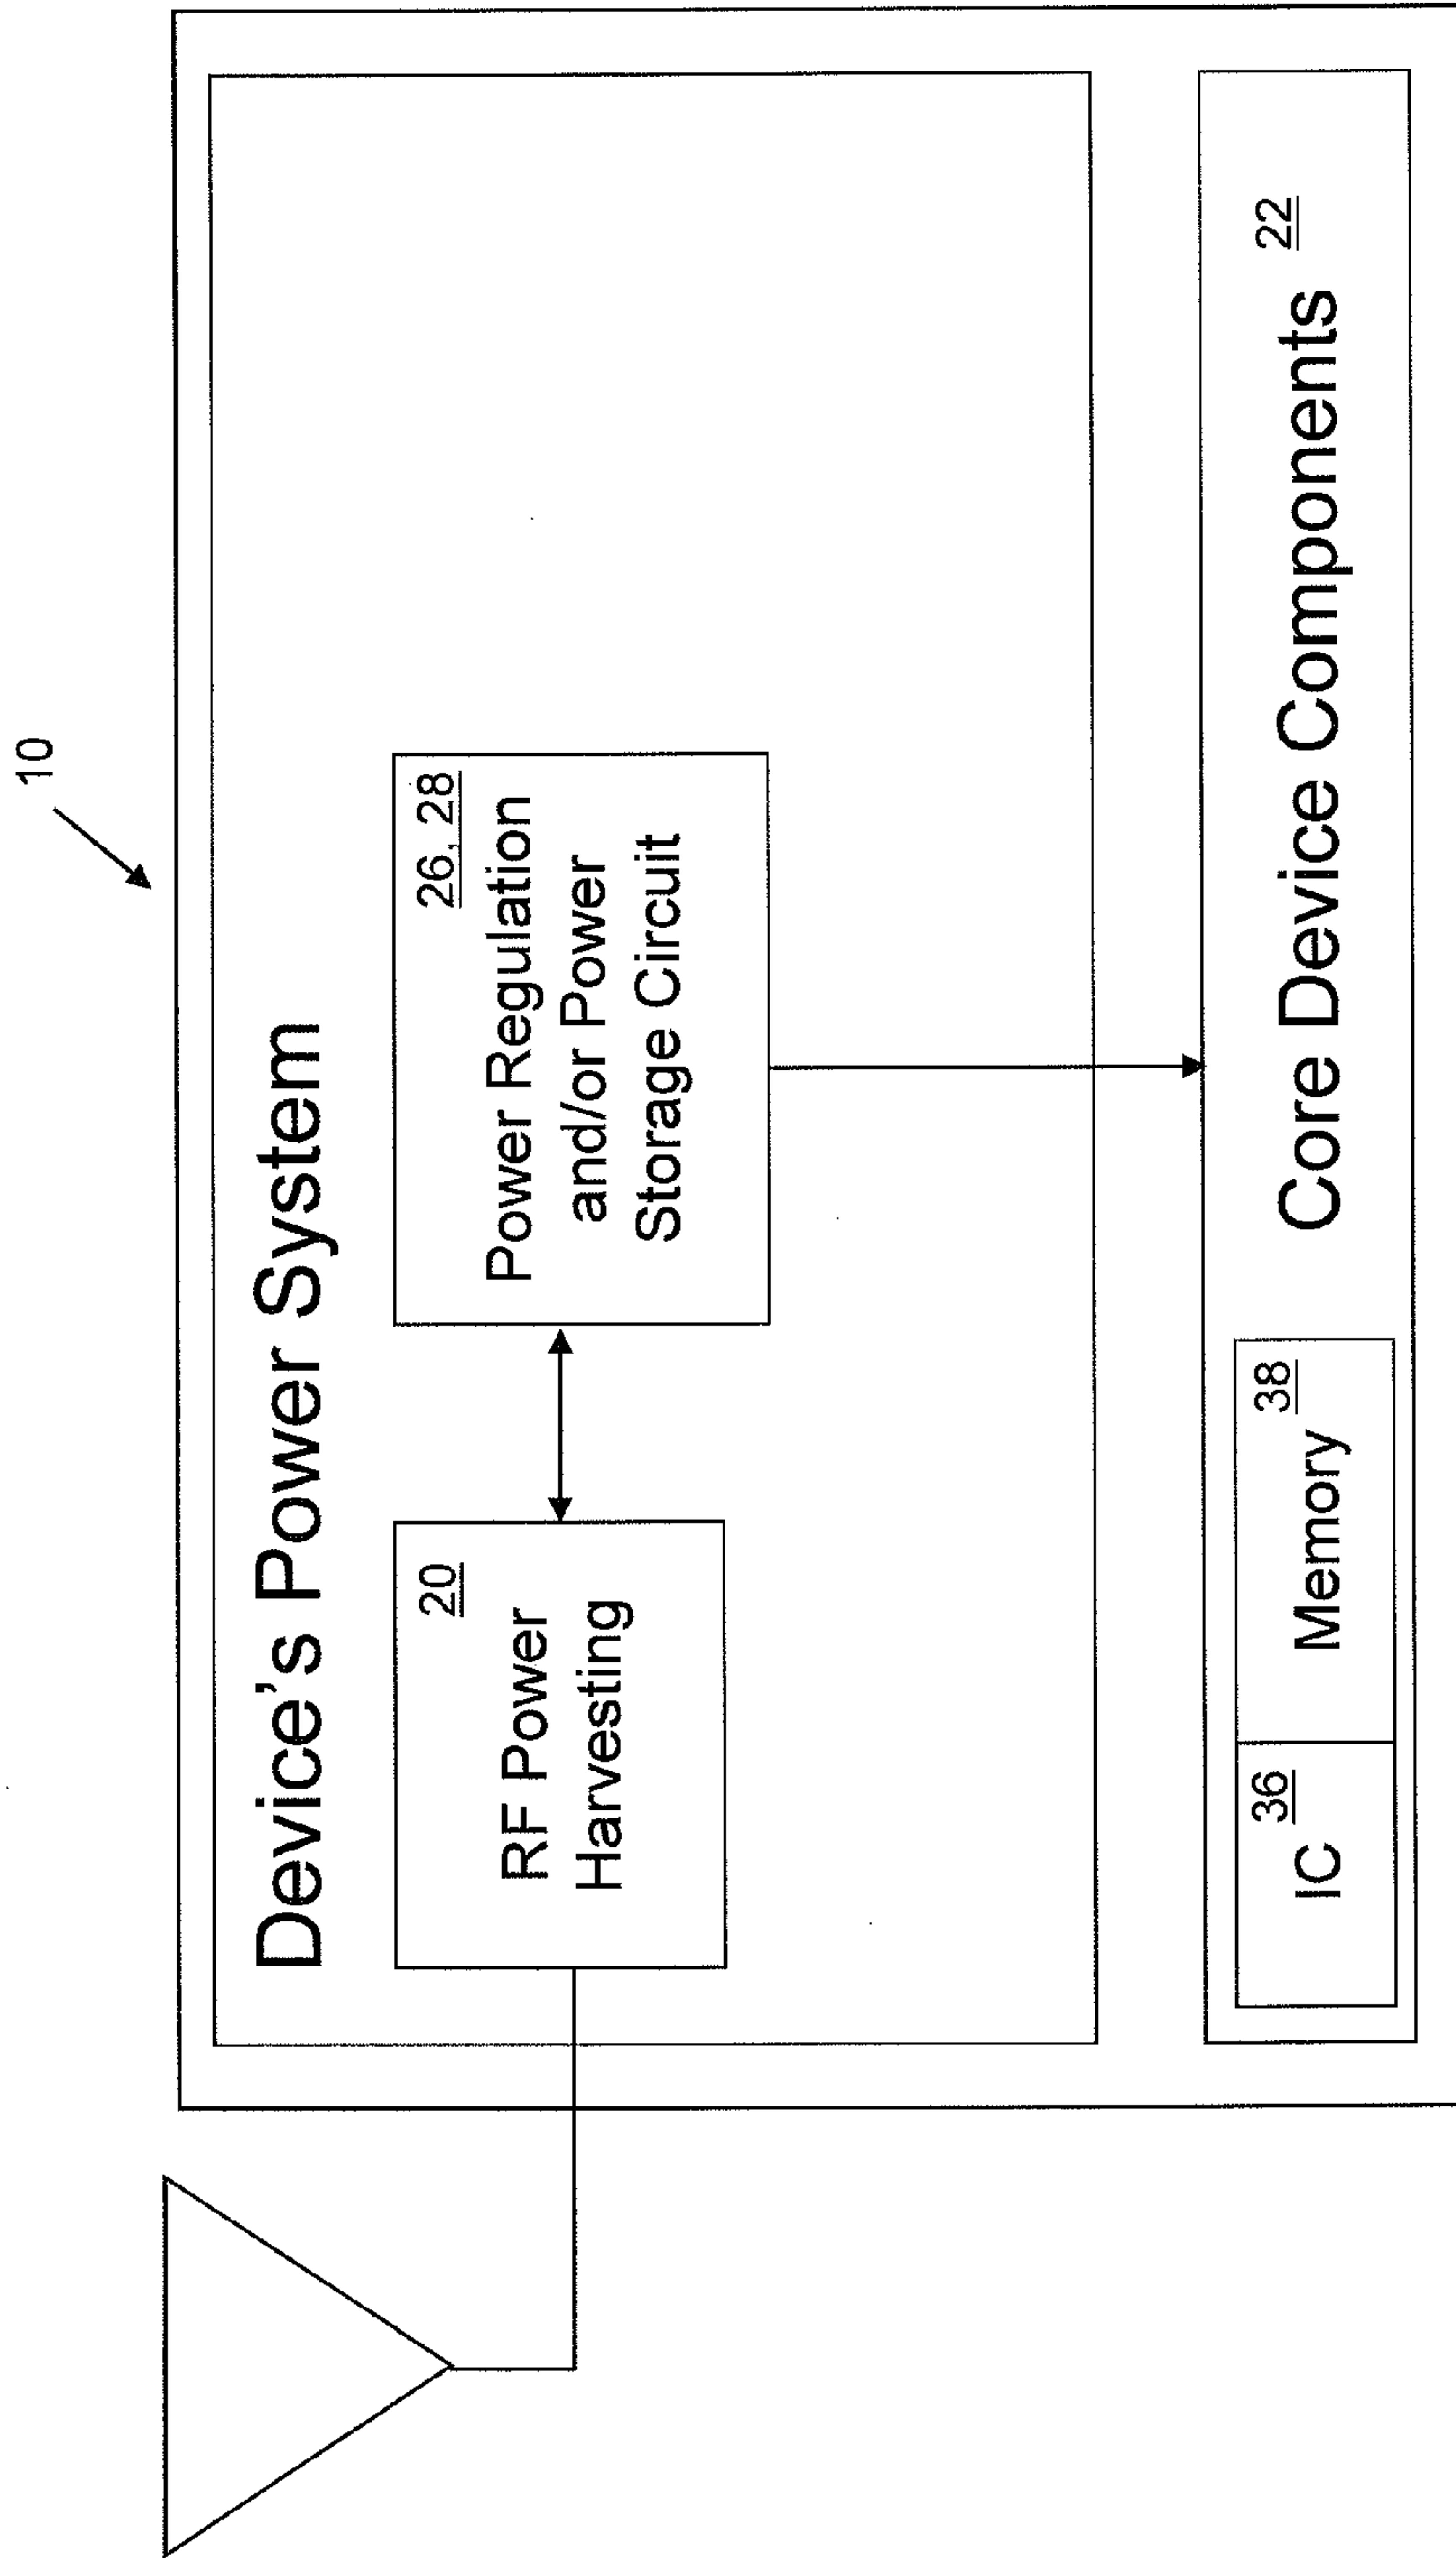 10
Device's Power System
20
RF Power
Harvesting
26, 28
Power Regulation
and/or Power
Storage Circuit
IC 36
Memory 38
Core Device Components 22